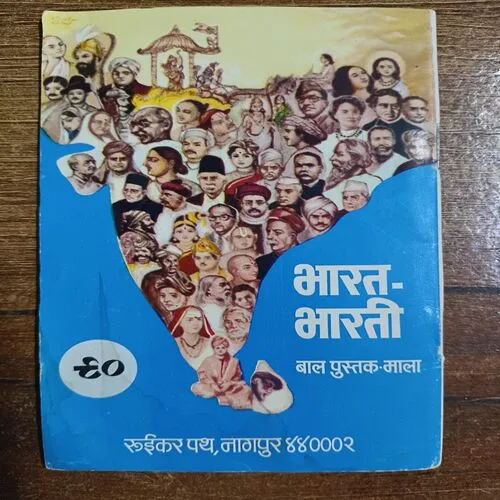 भारत-
भारती
बाल पुस्तक-माला
९०
रूईकर पथ, नागपुर ४४०००२